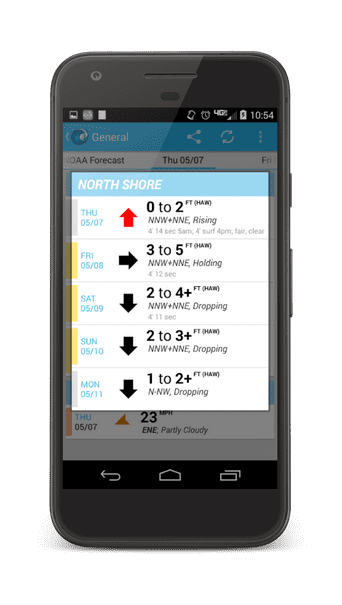 4G LTE 10:54
General
OAA Forecast Thu 05/07 Fri
NORTH SHORE
THU
05/07
0 to 2 FT (HAW)
NNW+NNE, Rising
4' 14 sec 5am; 4' surf 4pm; fair, clean
FRI
05/08
3 to 5 FT (HAW)
NNW+NNE, Holding
4' 12 sec
SAT
05/09
2 to 4+ FT (HAW)
NNW+NNE, Dropping
4' 11 sec
SUN
05/10
2 to 3+ FT (HAW)
NNW+NNE, Dropping
MON
05/11
1 to 2+ FT (HAW)
N-NW, Dropping
THU
05/07
23 MPH
ENE; Partly Cloudy